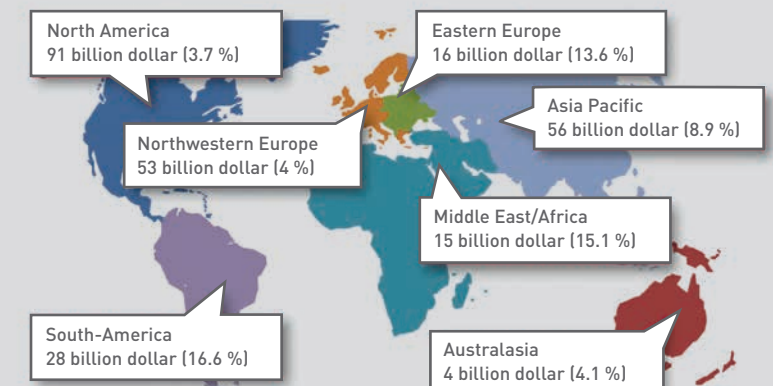 North America
91 billion dollar (3.7 %)
Eastern Europe
16 billion dollar (13.6 %)
Asia Pacific
56 billion dollar (8.9 %)
Northwestern Europe
53 billion dollar (4 %)
Middle East/Africa
15 billion dollar (15.1 %)
South-America
28 billion dollar (16.6 %)
Australasia
4 billion dollar (4.1 %)